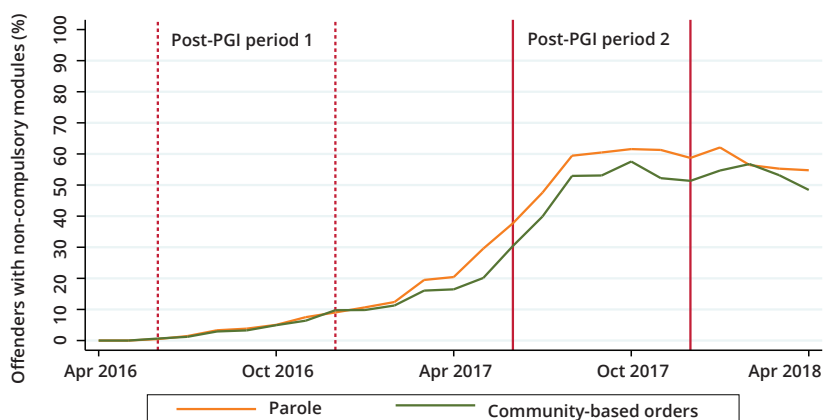 Offenders with non-compulsory modules (%)
100
90
80
70
60
50
40
30
20
10
0
Post-PGI period 1
Post-PGI period 2
Apr 2016
Oct 2016
Apr 2017
Oct 2017
Apr 2018
Parole
Community-based orders